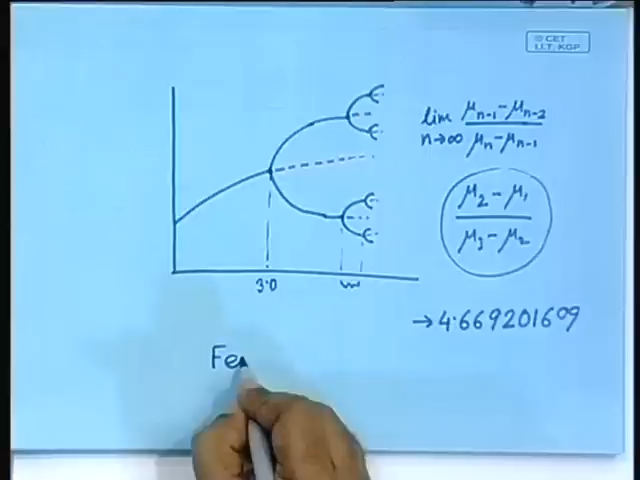 © CET
I.I.T. KGP
lim μn-1-μn-2
n→∞ μn-μn-1
μ2-μ1
μ3-μ2
3.0
→4.669201609
Fe